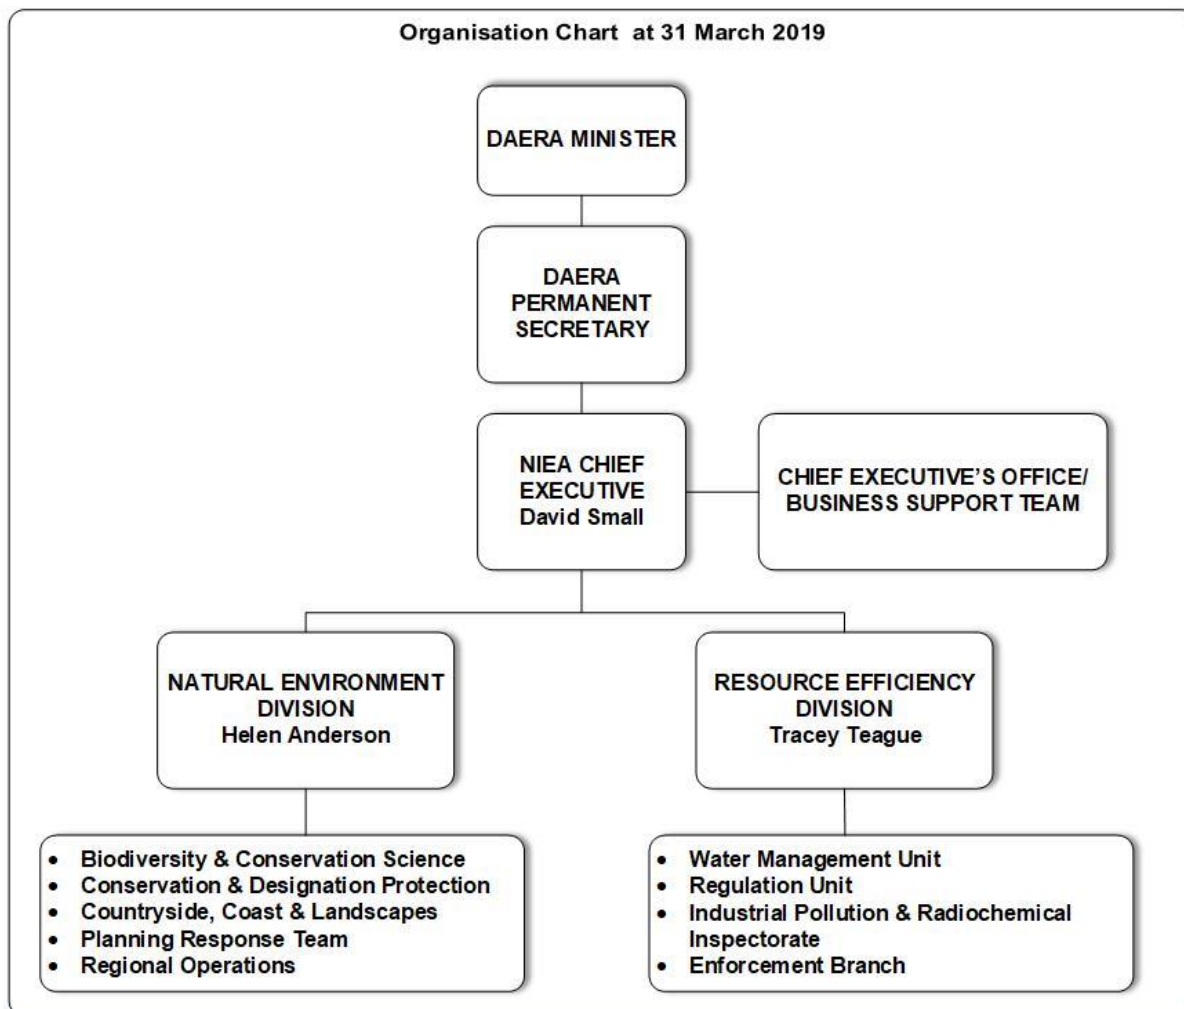 Organisation Chart at 31 March 2019
DAERA MINISTER
DAERA
PERMANENT
SECRETARY
NIEA CHIEF
EXECUTIVE
David Small
CHIEF EXECUTIVE’S OFFICE/
BUSINESS SUPPORT TEAM
NATURAL ENVIRONMENT
DIVISION
Helen Anderson
RESOURCE EFFICIENCY
DIVISION
Tracey Teague
• Biodiversity & Conservation Science
• Conservation & Designation Protection
• Countryside, Coast & Landscapes
• Planning Response Team
• Regional Operations
• Water Management Unit
• Regulation Unit
• Industrial Pollution & Radiochemical
Inspectorate
• Enforcement Branch